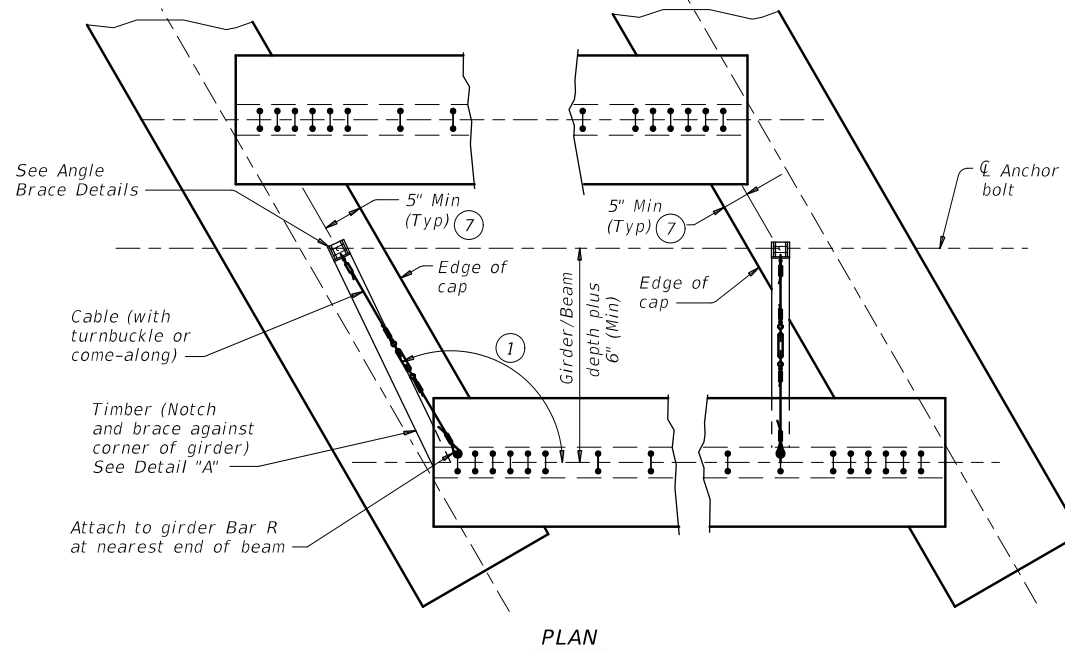 See Angle
Brace Details
5" Min
(Typ) 7
5" Min
(Typ) 7
℄ Anchor
bolt
Edge of
cap
Edge of
cap
Girder/Beam
depth plus
6" (Min)
Cable (with
turnbuckle or
come-along)
1
Timber (Notch
and brace against
corner of girder)
See Detail "A"
Attach to girder Bar R
at nearest end of beam
PLAN